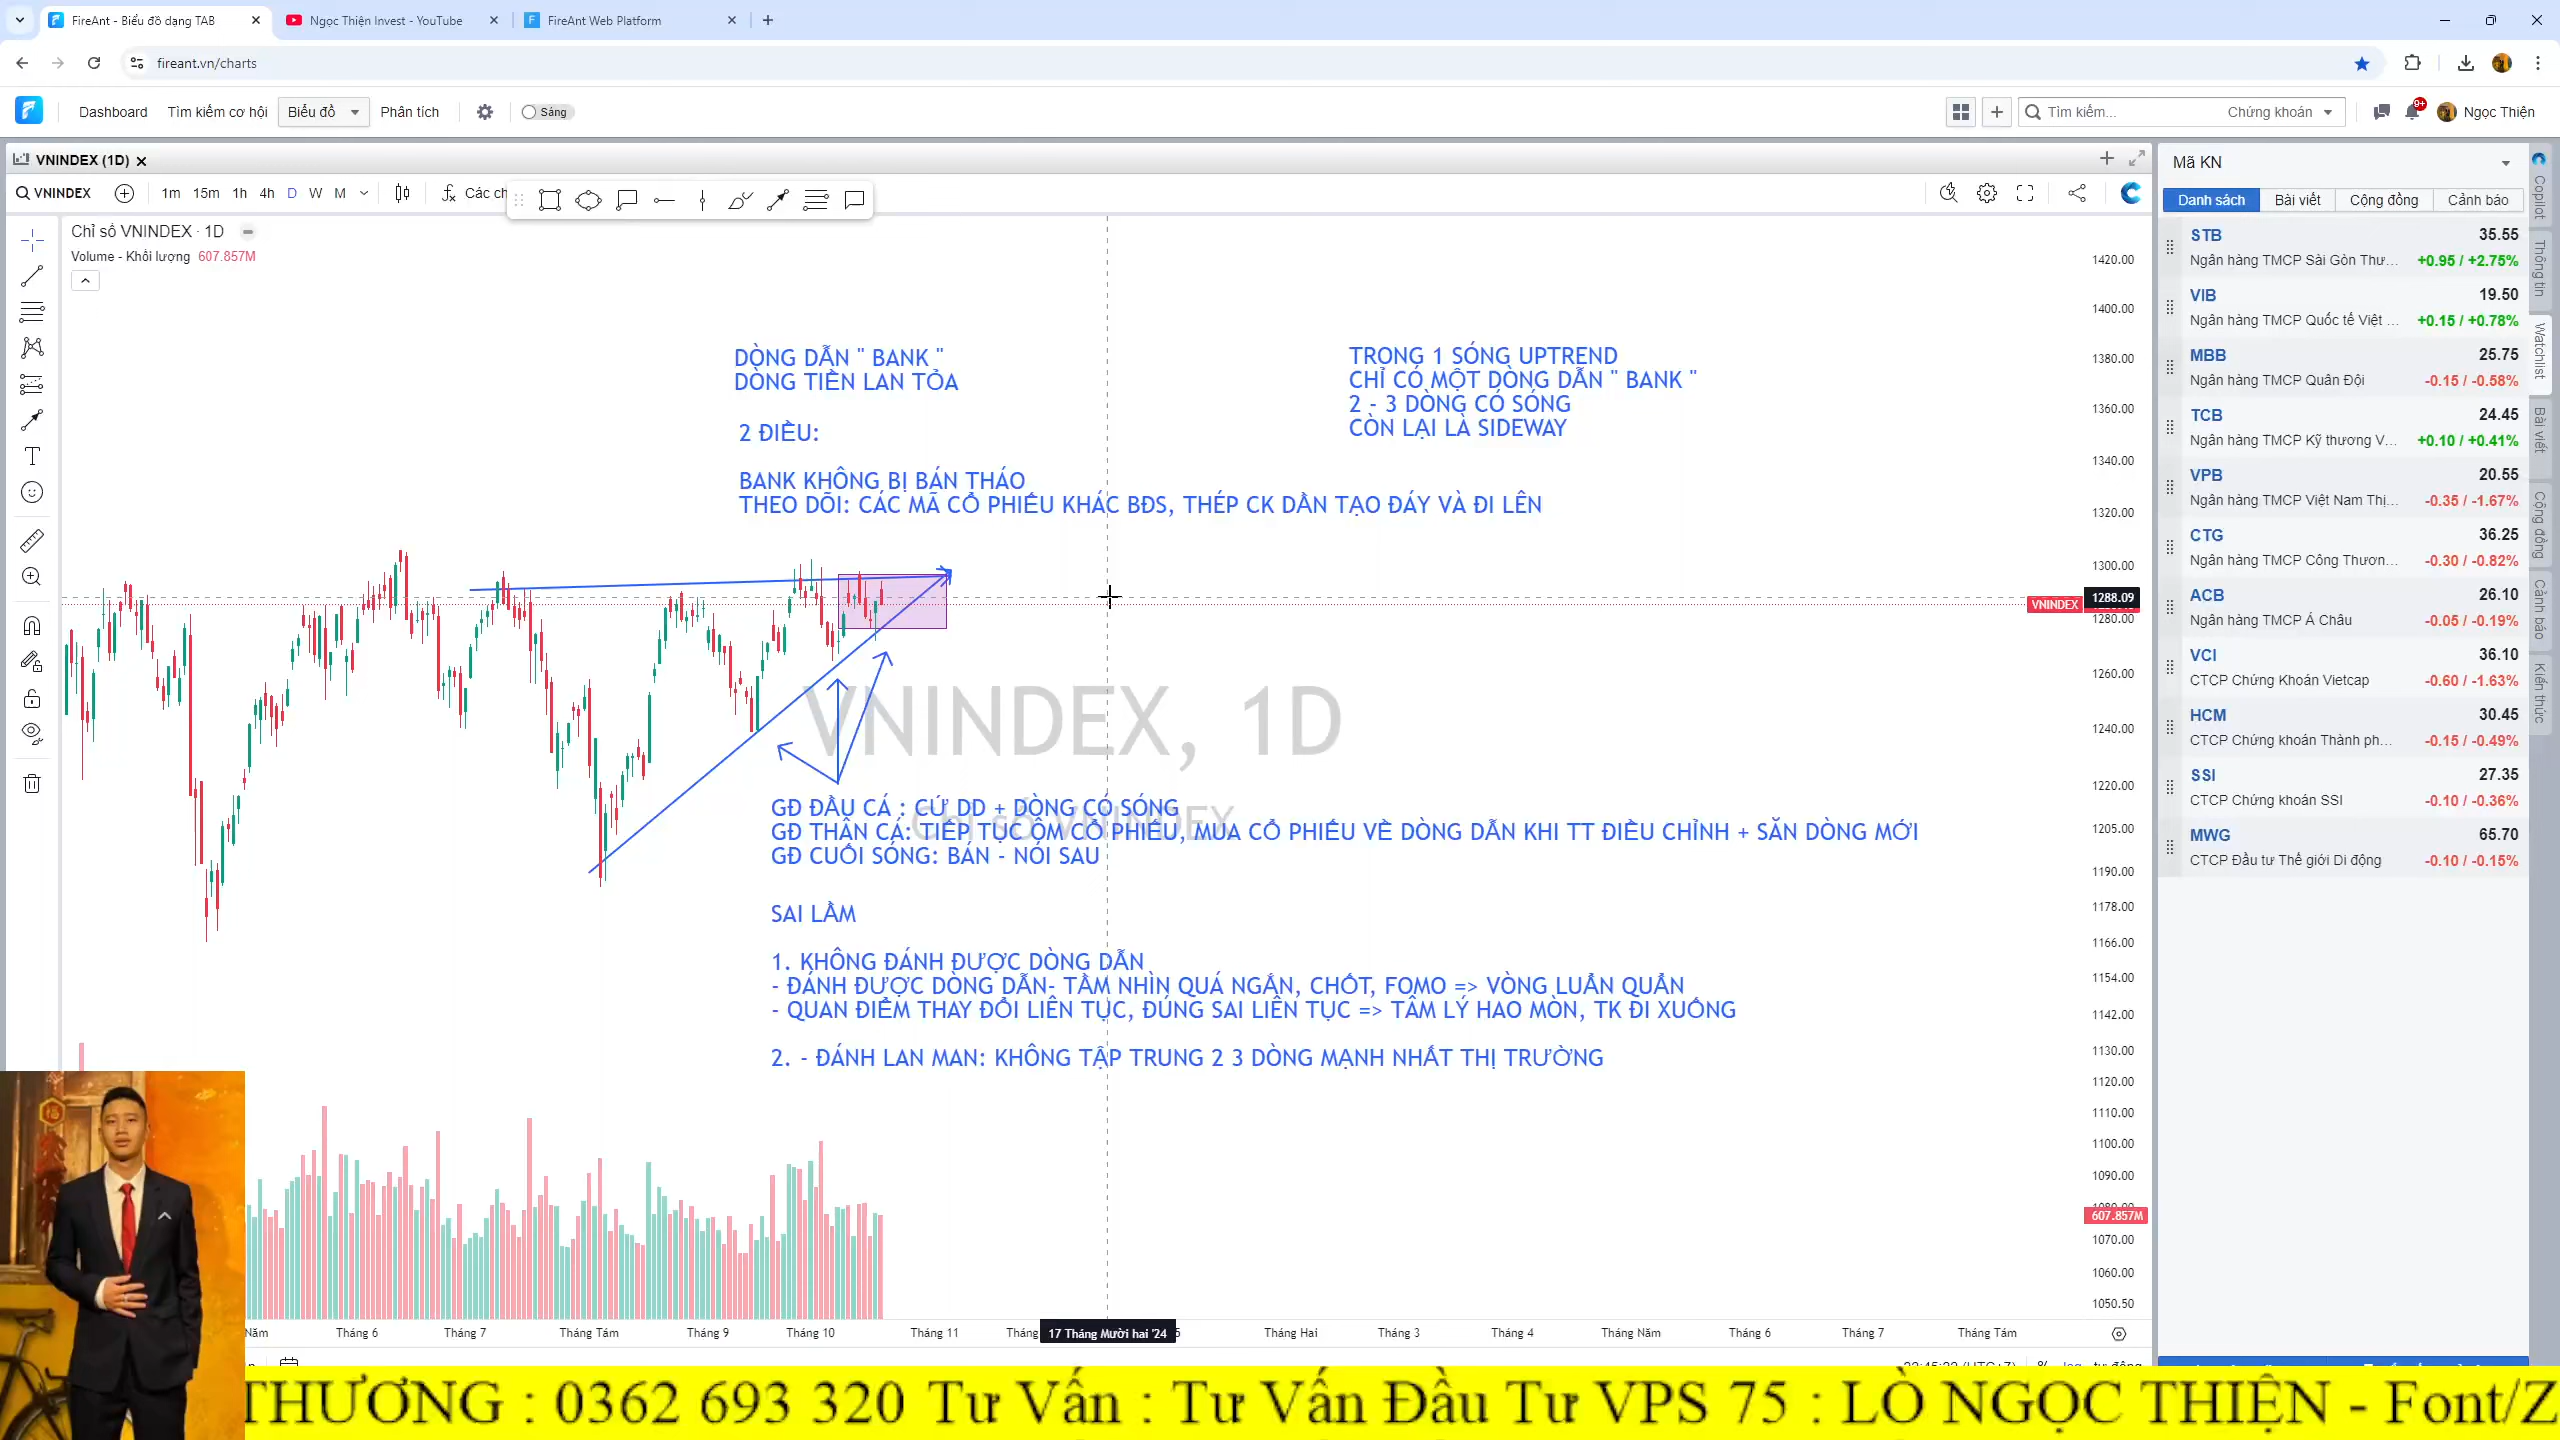 FireAnt - Biểu đồ dạng TAB
Ngọc Thiện Invest - YouTube
FireAnt Web Platform
fireant.vn/charts
Dashboard
Tìm kiếm cơ hội
Biểu đồ
Phân tích
Sáng
Tìm kiếm...
Chứng khoán
9+
Ngọc Thiện
VNINDEX (1D)
VNINDEX
1m 15m 1h 4h D W M
Các ch
Chỉ số VNINDEX · 1D
Volume - Khối lượng 607.857M
DÒNG DẪN " BANK "
DÒNG TIỀN LAN TỎA
2 ĐIỀU:
BANK KHÔNG BỊ BÁN THÁO
THEO DÕI: CÁC MÃ CỔ PHIẾU KHÁC BĐS, THÉP CK DẦN TẠO ĐÁY VÀ ĐI LÊN
TRONG 1 SÓNG UPTREND
CHỈ CÓ MỘT DÒNG DẪN " BANK "
2 - 3 DÒNG CÓ SÓNG
CÒN LẠI LÀ SIDEWAY
VNINDEX, 1D
Chỉ số VNINDEX
GĐ ĐẦU CÁ : CỨ DD + DÒNG CÓ SÓNG
GĐ THÂN CÁ: TIẾP TỤC ÔM CỔ PHIẾU, MUA CỔ PHIẾU VỀ DÒNG DẪN KHI TT ĐIỀU CHỈNH + SĂN DÒNG MỚI
GĐ CUỐI SÓNG: BÁN - NÓI SAU
SAI LẦM
1. KHÔNG ĐÁNH ĐƯỢC DÒNG DẪN
- ĐÁNH ĐƯỢC DÒNG DẪN- TẦM NHÌN QUÁ NGẮN, CHỐT, FOMO => VÒNG LUẨN QUẨN
- QUAN ĐIỂM THAY ĐỔI LIÊN TỤC, ĐÚNG SAI LIÊN TỤC => TÂM LÝ HAO MÒN, TK ĐI XUỐNG
2. - ĐÁNH LAN MAN: KHÔNG TẬP TRUNG 2 3 DÒNG MẠNH NHẤT THỊ TRƯỜNG
1420.00
1400.00
1380.00
1360.00
1340.00
1320.00
1300.00
1288.09
VNINDEX
1280.00
1260.00
1240.00
1220.00
1205.00
1190.00
1178.00
1166.00
1154.00
1142.00
1130.00
1120.00
1110.00
1100.00
1090.00
607.857M
1070.00
1060.00
1050.50
Năm
Tháng 6
Tháng 7
Tháng Tám
Tháng 9
Tháng 10
Tháng 11
17 Tháng Mười hai '24
Tháng Hai
Tháng 3
Tháng 4
Tháng Năm
Tháng 6
Tháng 7
Tháng Tám
Mã KN
Danh sách
Bài viết
Cộng đồng
Cảnh báo
STB 35.55
Ngân hàng TMCP Sài Gòn Thư... +0.95 / +2.75%
VIB 19.50
Ngân hàng TMCP Quốc tế Việt ... +0.15 / +0.78%
MBB 25.75
Ngân hàng TMCP Quân Đội -0.15 / -0.58%
TCB 24.45
Ngân hàng TMCP Kỹ thương V... +0.10 / +0.41%
VPB 20.55
Ngân hàng TMCP Việt Nam Thị... -0.35 / -1.67%
CTG 36.25
Ngân hàng TMCP Công Thươn... -0.30 / -0.82%
ACB 26.10
Ngân hàng TMCP Á Châu -0.05 / -0.19%
VCI 36.10
CTCP Chứng Khoán Vietcap -0.60 / -1.63%
HCM 30.45
CTCP Chứng khoán Thành ph... -0.15 / -0.49%
SSI 27.35
CTCP Chứng khoán SSI -0.10 / -0.36%
MWG 65.70
CTCP Đầu tư Thế giới Di động -0.10 / -0.15%
Copilot
Thông tin
Watchlist
Bài viết
Cộng đồng
Cảnh báo
Kiến thức
THƯƠNG : 0362 693 320 Tư Vấn : Tư Vấn Đầu Tư VPS 75 : LÒ NGỌC THIỆN - Font/Z